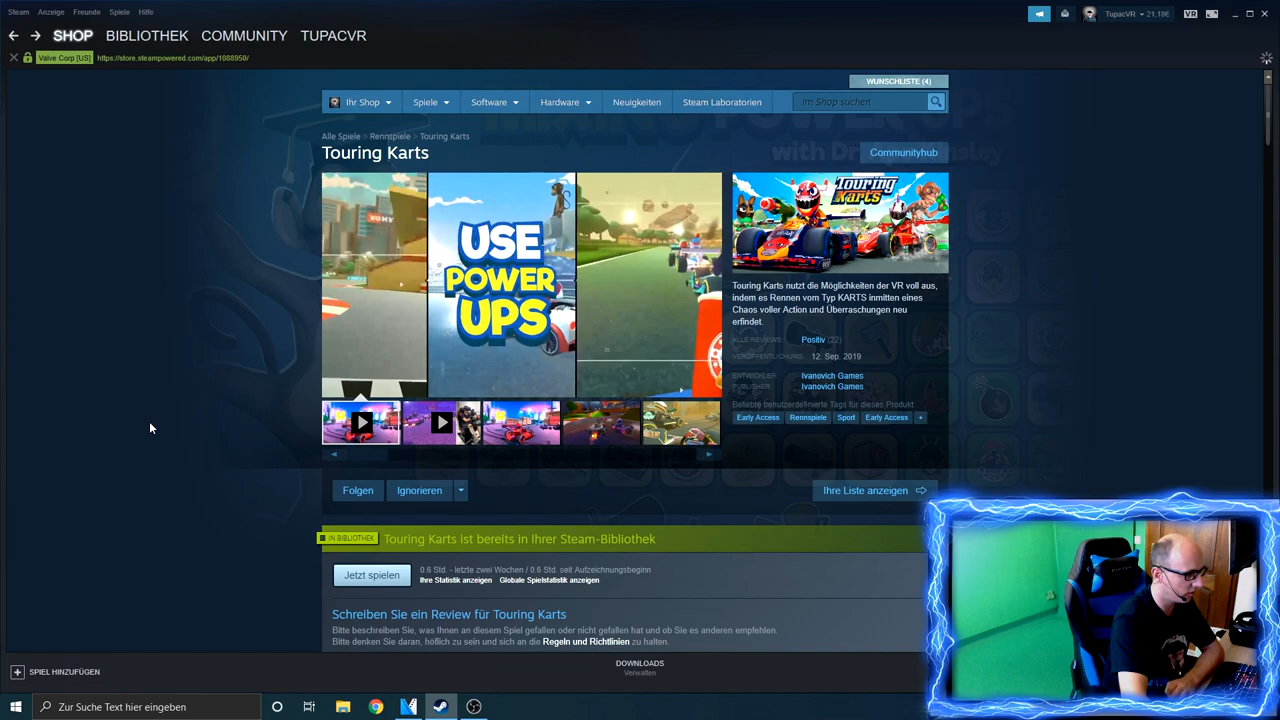 Steam Anzeige Freunde Spiele Hilfe
TupacVR 21,18€ VR
SHOP BIBLIOTHEK COMMUNITY TUPACVR
Valve Corp [US] https://store.steampowered.com/app/1088950/
WUNSCHLISTE (4)
Ihr Shop Spiele Software Hardware Neuigkeiten Steam Laboratorien Im Shop suchen
Alle Spiele > Rennspiele > Touring Karts
Touring Karts
Communityhub
USE
POWER
UPS
Touring
Karts
Touring Karts nutzt die Möglichkeiten der VR voll aus,
indem es Rennen vom Typ KARTS inmitten eines
Chaos voller Action und Überraschungen neu
erfindet.
ALLE REVIEWS: Positiv (22)
VERÖFFENTLICHUNG: 12. Sep. 2019
ENTWICKLER: Ivanovich Games
PUBLISHER: Ivanovich Games
Beliebte benutzerdefinierte Tags für dieses Produkt
Early Access Rennspiele Sport Early Access +
Folgen Ignorieren Ihre Liste anzeigen
IN BIBLIOTHEK Touring Karts ist bereits in Ihrer Steam-Bibliothek
Jetzt spielen
0.6 Std. - letzte zwei Wochen / 0.6 Std. seit Aufzeichnungsbeginn
Ihre Statistik anzeigen Globale Spielstatistik anzeigen
Schreiben Sie ein Review für Touring Karts
Bitte beschreiben Sie, was Ihnen an diesem Spiel gefallen oder nicht gefallen hat und ob Sie es anderen empfehlen.
Bitte denken Sie daran, höflich zu sein und sich an die Regeln und Richtlinien zu halten.
SPIEL HINZUFÜGEN
DOWNLOADS
Verwalten
Zur Suche Text hier eingeben